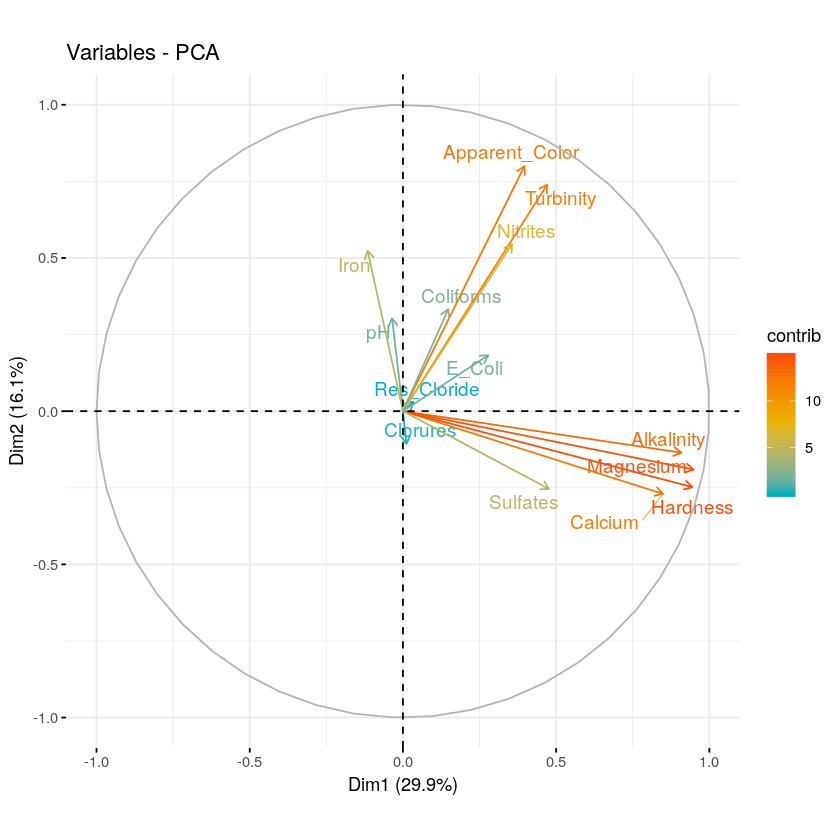 Variables - PCA
1.0
0.5
0.0
-0.5
-1.0
Dim2 (16.1%)
Apparent_Color
Turbinity
Nitrites
Iron
Coliforms
pH
E_Coli
Res_Cloride
Clorures
Alkalinity
Magnesium
Sulfates
Hardness
Calcium
contrib
10
5
-1.0
-0.5
0.0
0.5
1.0
Dim1 (29.9%)